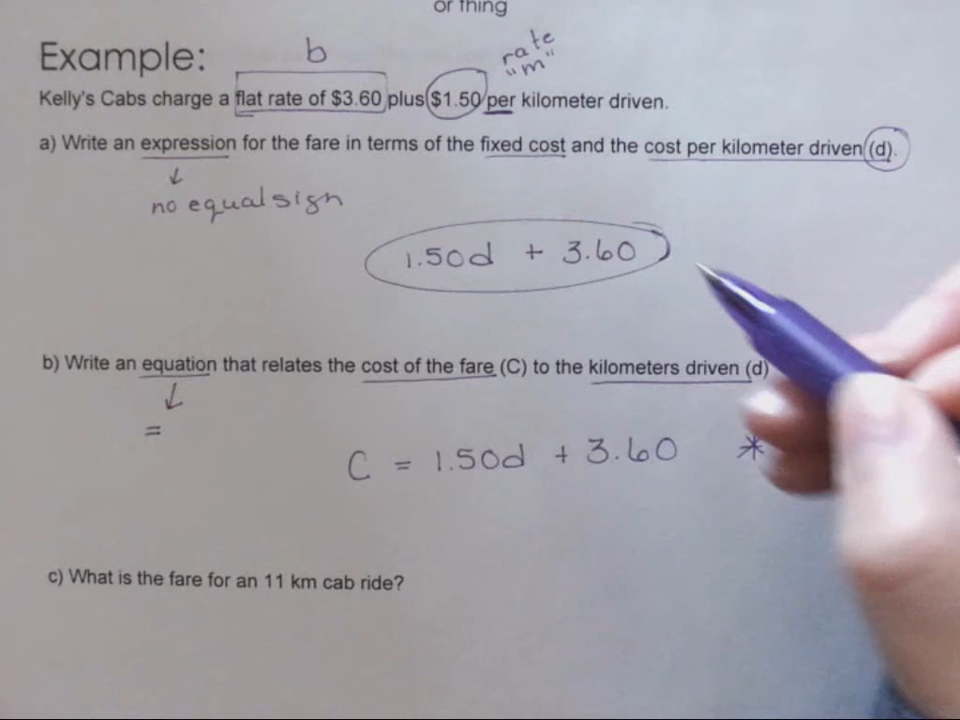 or thing
Example:
b
rate
"m"
Kelly's Cabs charge a flat rate of $3.60 plus $1.50 per kilometer driven.
a) Write an expression for the fare in terms of the fixed cost and the cost per kilometer driven (d).
↓
no equal sign
1.50d + 3.60
b) Write an equation that relates the cost of the fare (C) to the kilometers driven (d)
↓
=
C = 1.50d + 3.60 *
c) What is the fare for an 11 km cab ride?